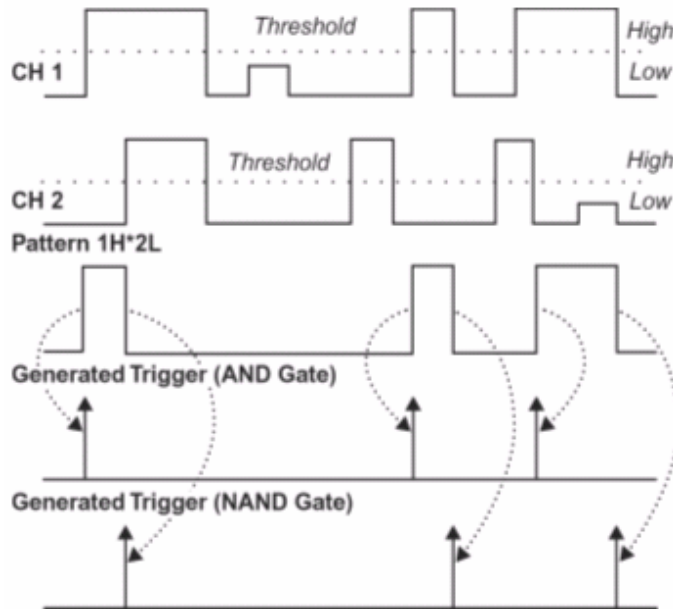 Threshold High
CH 1 Low
Threshold High
CH 2 Low
Pattern 1H*2L
Generated Trigger (AND Gate)
Generated Trigger (NAND Gate)